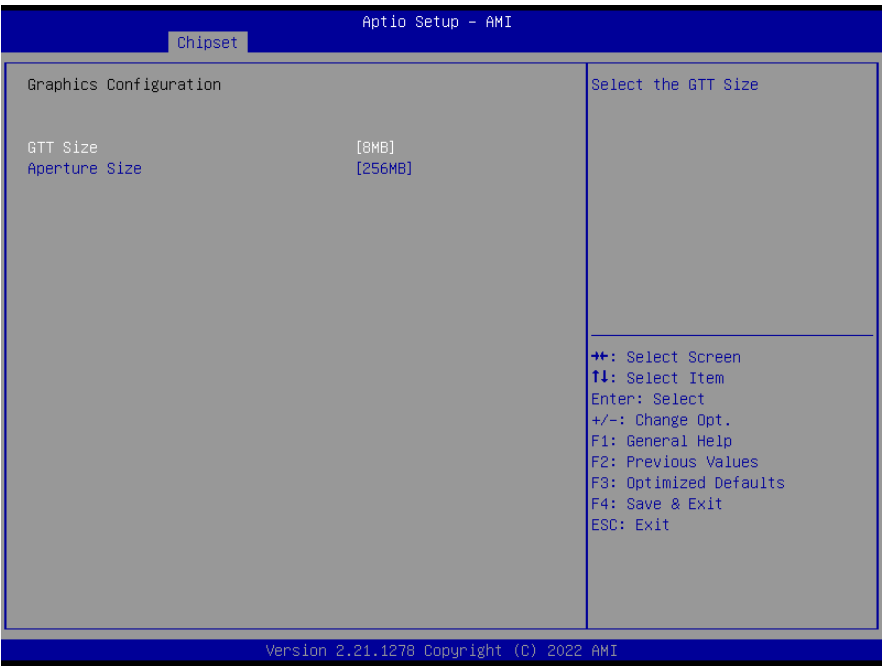 Aptio Setup – AMI
Chipset
Graphics Configuration
GTT Size [8MB]
Aperture Size [256MB]
Select the GTT Size
→←: Select Screen
↑↓: Select Item
Enter: Select
+/-: Change Opt.
F1: General Help
F2: Previous Values
F3: Optimized Defaults
F4: Save & Exit
ESC: Exit
Version 2.21.1278 Copyright (C) 2022 AMI